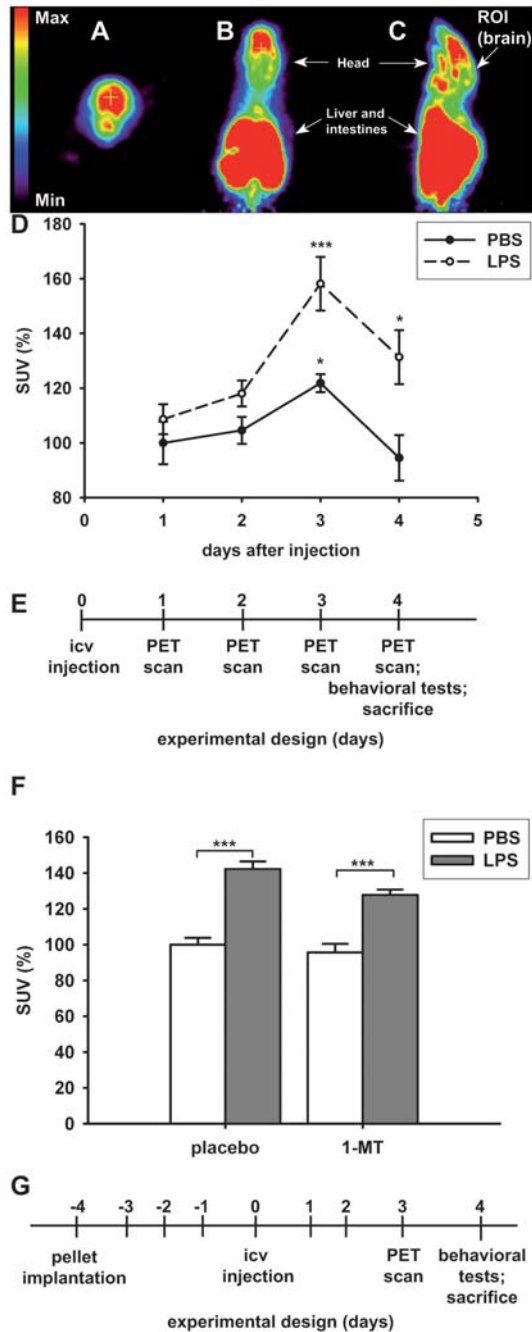 Max
A
B
C
ROI
(brain)
Head
Liver and
intestines
Min
D
180
160
140
120
100
80
SUV (%)
***
*
*
PBS
LPS
0
1
2
3
4
5
days after injection
E
0
1
2
3
4
icv
injection
PET
scan
PET
scan
PET
scan
PET
scan;
behavioral tests;
sacrifice
experimental design (days)
F
160
140
120
100
80
60
40
20
0
SUV (%)
***
***
PBS
LPS
placebo
1-MT
G
-4
-3
-2
-1
0
1
2
3
4
pellet
implantation
icv
injection
PET
scan
behavioral
tests;
sacrifice
experimental design (days)